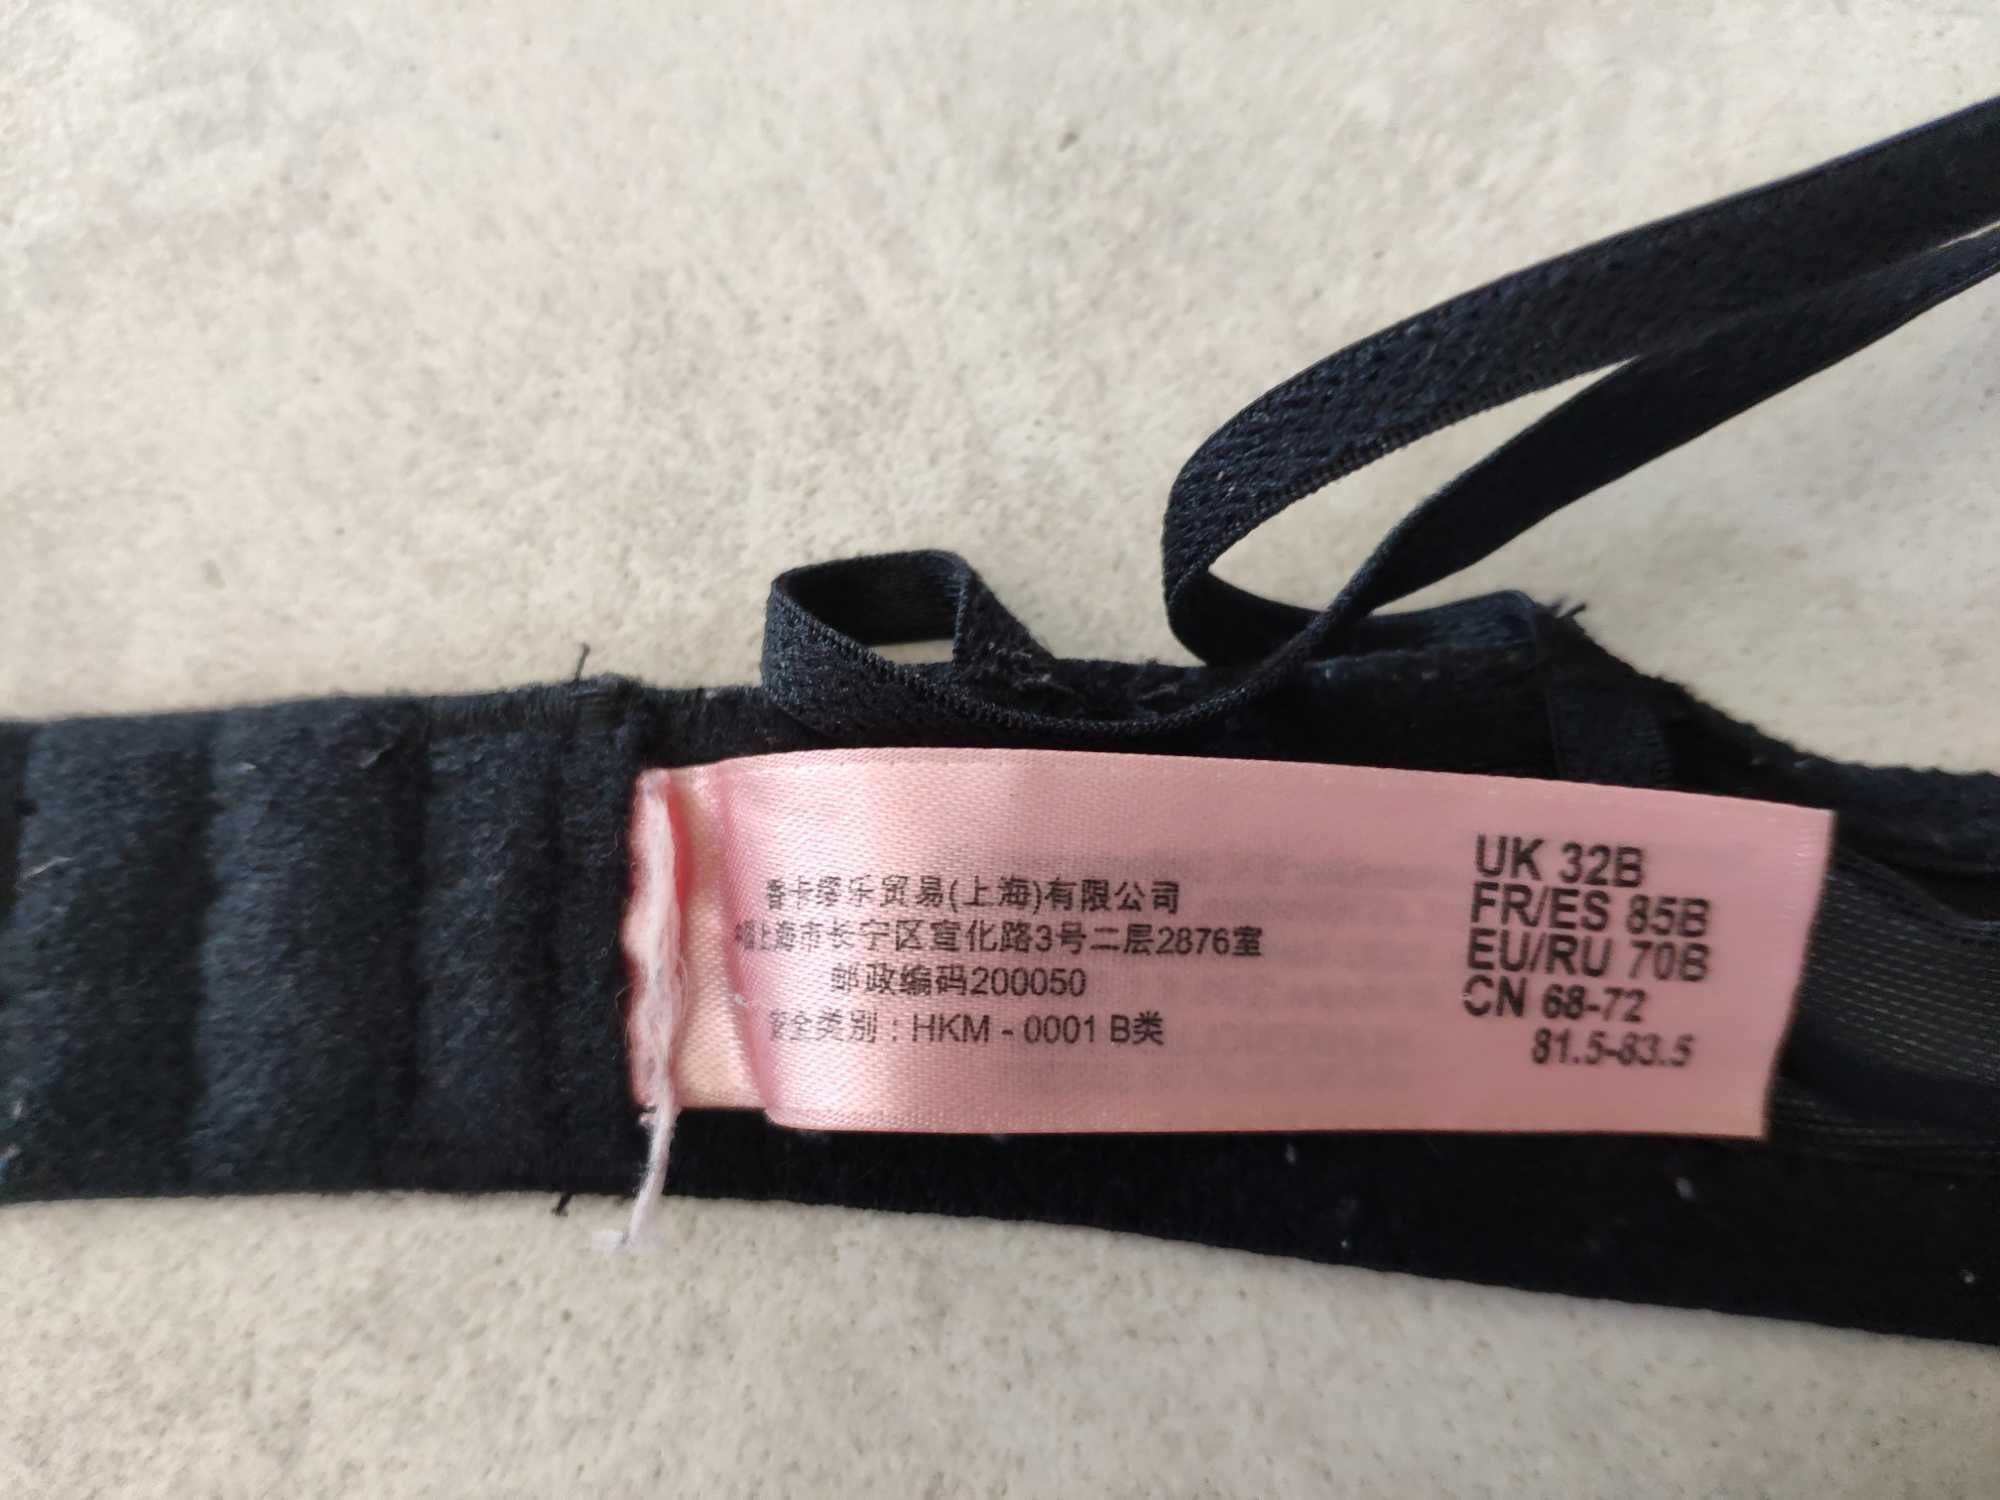 香卡缪乐贸易(上海)有限公司
上海市长宁区宣化路3号二层2876室
邮政编码200050
安全类别：HKM - 0001 B类
UK 32B
FR/ES 85B
EU/RU 70B
CN 68-72
81.5-83.5